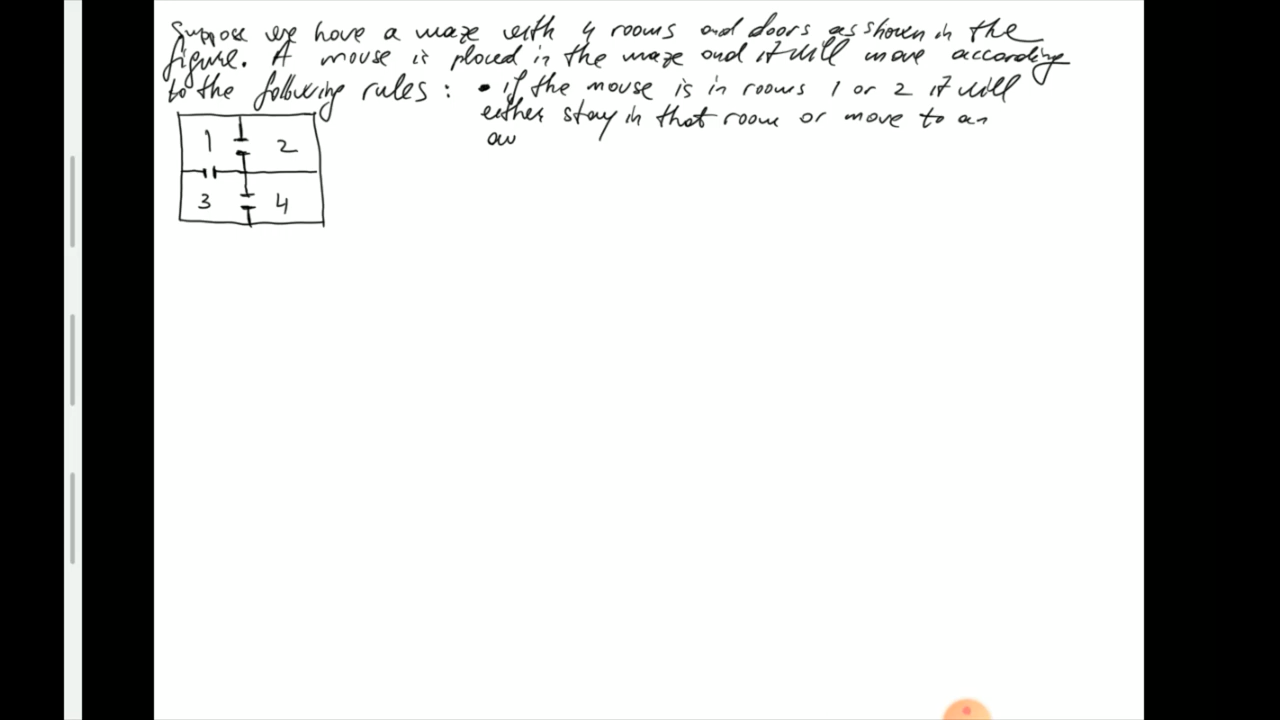 Suppose we have a maze with 4 rooms and doors as shown in the
figure. A mouse is placed in the maze and it will move according
to the following rules : • if the mouse is in rooms 1 or 2 it will
either stay in that room or move to an
aw
1 2
3 4